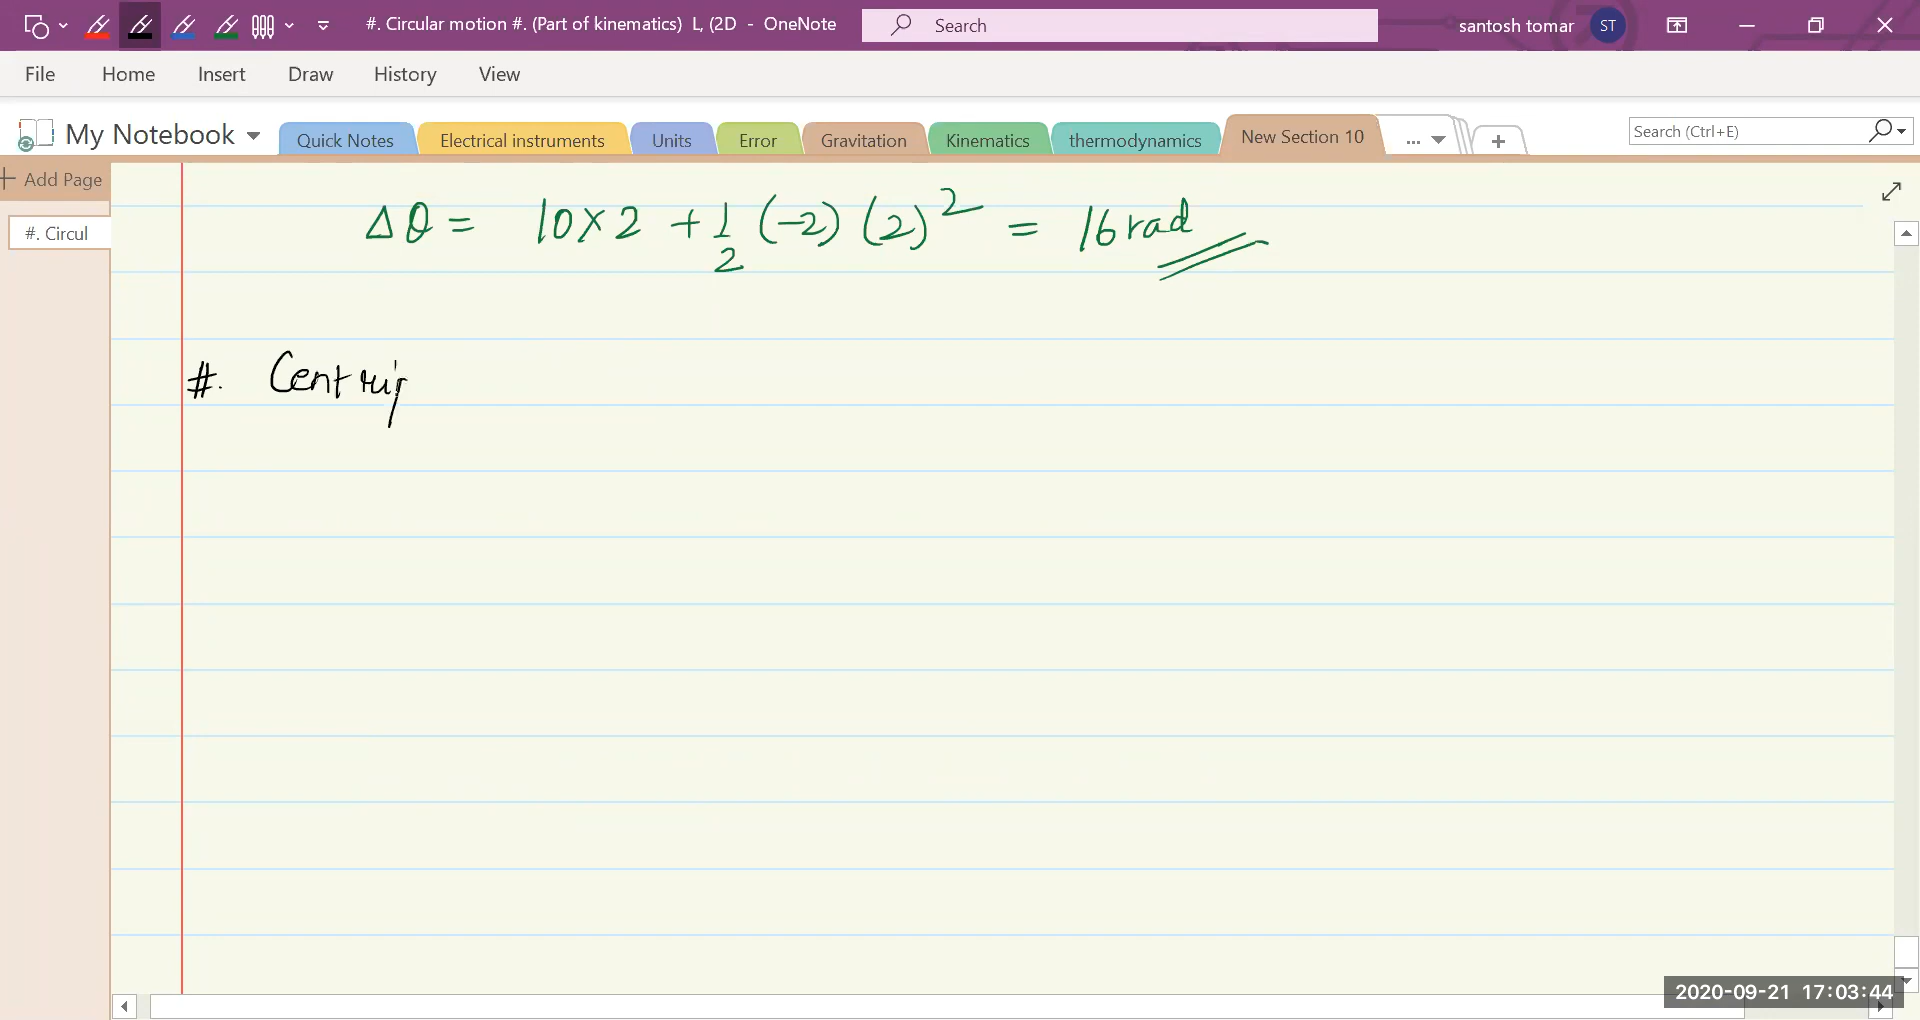 #. Circular motion #. (Part of kinematics) L, (2D - OneNote
Search
santosh tomar ST
File Home Insert Draw History View
My Notebook Quick Notes Electrical instruments Units Error Gravitation Kinematics thermodynamics New Section 10 ... +
Search (Ctrl+E)
+ Add Page
#. Circul
Δθ = 10 × 2 + 1/2 (-2) (2)^2 = 16 rad
#. Centrip
2020-09-21 17:03:44